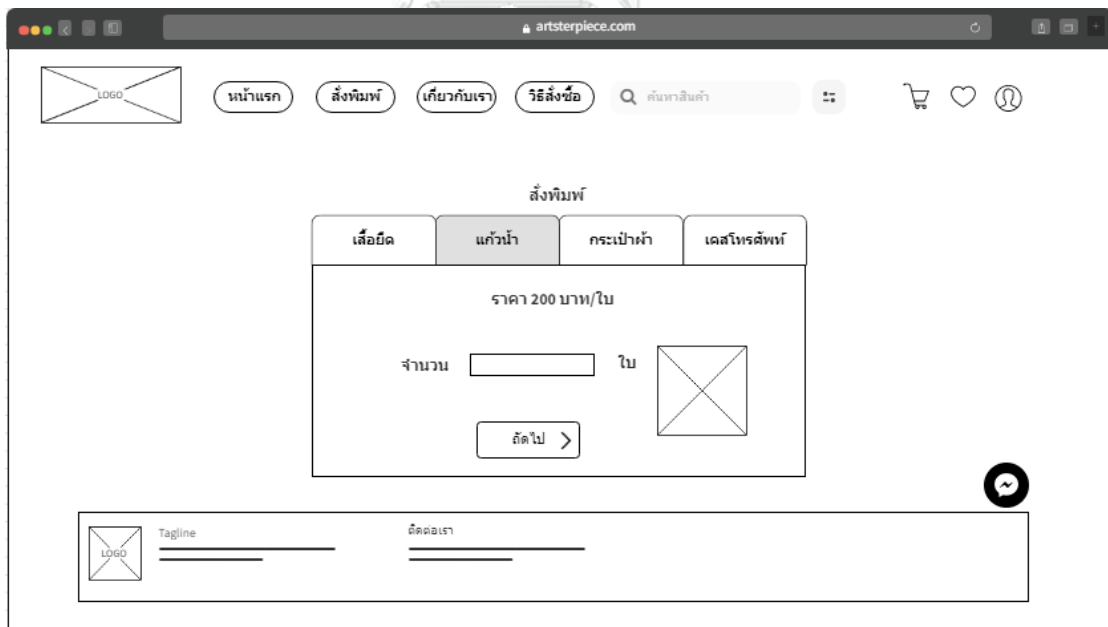 artsterpiece.com
LOGO
หน้าแรก
สั่งพิมพ์
เกี่ยวกับเรา
วิธีสั่งซื้อ
ค้นหาสินค้า
สั่งพิมพ์
เสื้อยืด
แก้วน้ำ
กระเป๋าผ้า
เคสโทรศัพท์
ราคา 200 บาท/ใบ
จำนวน ใบ
ถัดไป
LOGO
Tagline
ติดต่อเรา